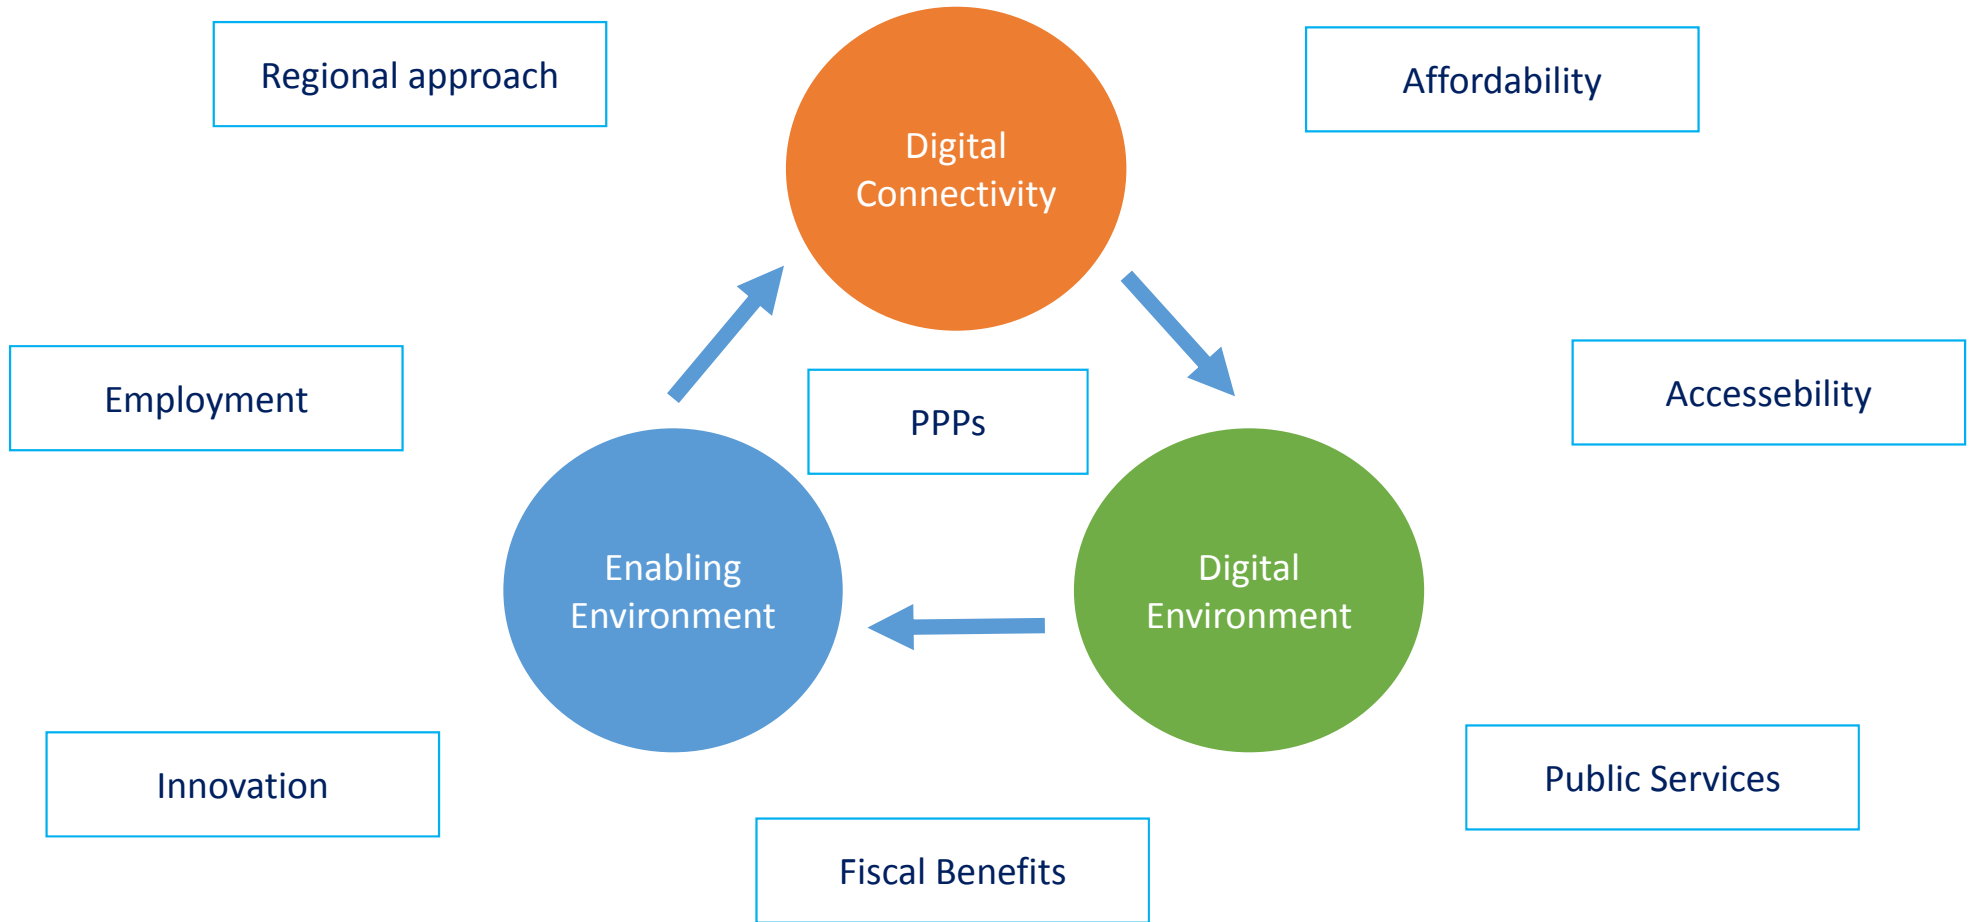 Regional approach
Affordability
Digital
Connectivity
Employment
PPPs
Accessebility
Enabling
Environment
Digital
Environment
Innovation
Public Services
Fiscal Benefits